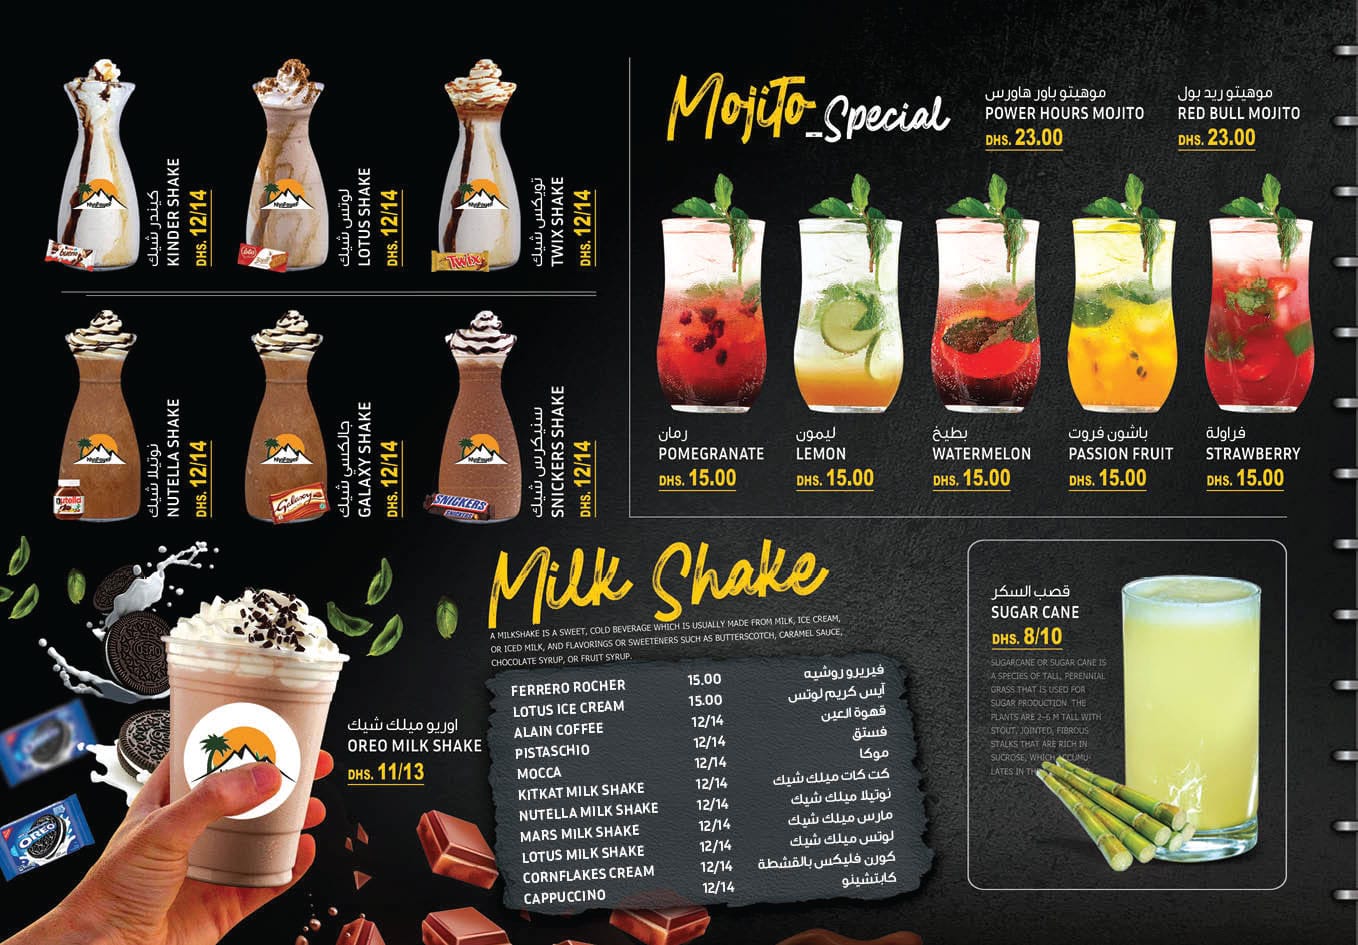 كيندر شيك
KINDER SHAKE
DHS. 12/14
لوتس شيك
LOTUS SHAKE
DHS. 12/14
تويكس شيك
TWIX SHAKE
DHS. 12/14
bueno
TWIX
نوتيلا شيك
NUTELLA SHAKE
DHS. 12/14
جالكسي شيك
GALAXY SHAKE
DHS. 12/14
سنيكرس شيك
SNICKERS SHAKE
DHS. 12/14
nutella
Galaxy
SNICKERS
Mojito Special
موهيتو باور هاورس
POWER HOURS MOJITO
DHS. 23.00
موهيتو ريد بول
RED BULL MOJITO
DHS. 23.00
رمان
POMEGRANATE
DHS. 15.00
ليمون
LEMON
DHS. 15.00
بطيخ
WATERMELON
DHS. 15.00
باشون فروت
PASSION FRUIT
DHS. 15.00
فراولة
STRAWBERRY
DHS. 15.00
اوريو ميلك شيك
OREO MILK SHAKE
DHS. 11/13
OREO
Milk Shake
A MILKSHAKE IS A SWEET, COLD BEVERAGE WHICH IS USUALLY MADE FROM MILK, ICE CREAM,
OR ICED MILK, AND FLAVORINGS OR SWEETENERS SUCH AS BUTTERSCOTCH, CARAMEL SAUCE,
CHOCOLATE SYRUP, OR FRUIT SYRUP.
FERRERO ROCHER 15.00 فيريرو روشيه
LOTUS ICE CREAM 15.00 آيس كريم لوتس
ALAIN COFFEE 12/14 قهوة العين
PISTASCHIO 12/14 فستق
MOCCA 12/14 موكا
KITKAT MILK SHAKE 12/14 كت كات ميلك شيك
NUTELLA MILK SHAKE 12/14 نوتيلا ميلك شيك
MARS MILK SHAKE 12/14 مارس ميلك شيك
LOTUS MILK SHAKE 12/14 لوتس ميلك شيك
CORNFLAKES CREAM 12/14 كورن فليكس بالقشطة
CAPPUCCINO 12/14 كابتشينو
قصب السكر
SUGAR CANE
DHS. 8/10
SUGARCANE OR SUGAR CANE IS
A SPECIES OF TALL, PERENNIAL
GRASS THAT IS USED FOR
SUGAR PRODUCTION. THE
PLANTS ARE 2–6 M TALL WITH
STOUT, JOINTED, FIBROUS
STALKS THAT ARE RICH IN
SUCROSE, WHICH ACCUMU-
LATES IN TH